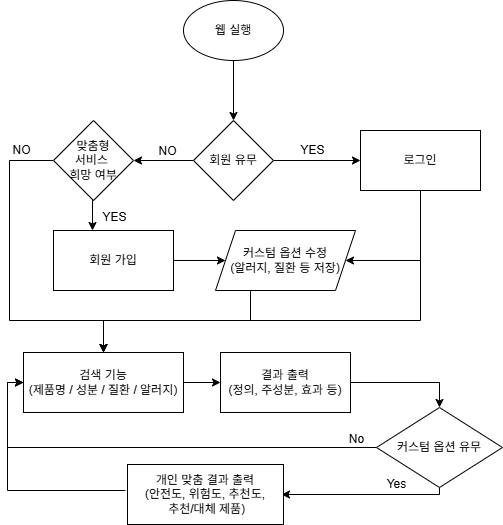 웹 실행
맞춤형
서비스
희망 여부
NO
NO
회원 유무
YES
로그인
YES
회원 가입
커스텀 옵션 수정
(알러지, 질환 등 저장)
검색 기능
(제품명 / 성분 / 질환 / 알러지)
결과 출력
(정의, 주성분, 효과 등)
No
커스텀 옵션 유무
Yes
개인 맞춤 결과 출력
(안전도, 위험도, 추천도,
추천/대체 제품)